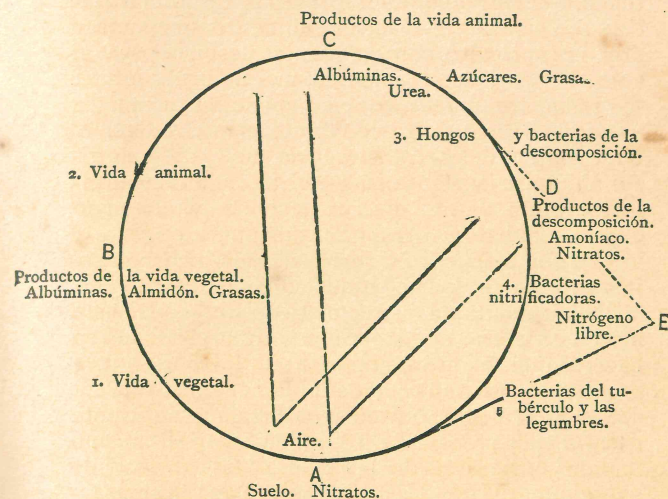 Productos de la vida animal.
C
Albúminas. Azúcares. Grasa
Urea.
3. Hongos y bacterias de la
descomposición.
2. Vida animal.
D
Productos de la
descomposición.
Amoníaco.
Nitratos.
B
Productos de la vida vegetal.
Albúminas. Almidón. Grasas.
4. Bacterias
nitrificadoras.
Nitrógeno
libre.
E
1. Vida vegetal.
5 Bacterias del tu-
bérculo y las
legumbres.
Aire.
A
Suelo. Nitratos.